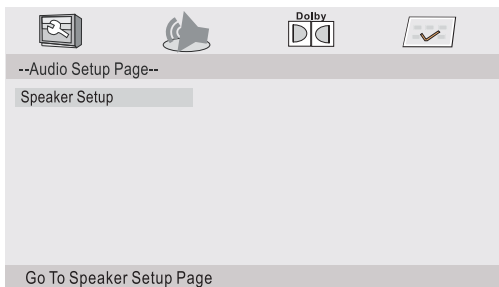 Dolby
--Audio Setup Page--
Speaker Setup
Go To Speaker Setup Page